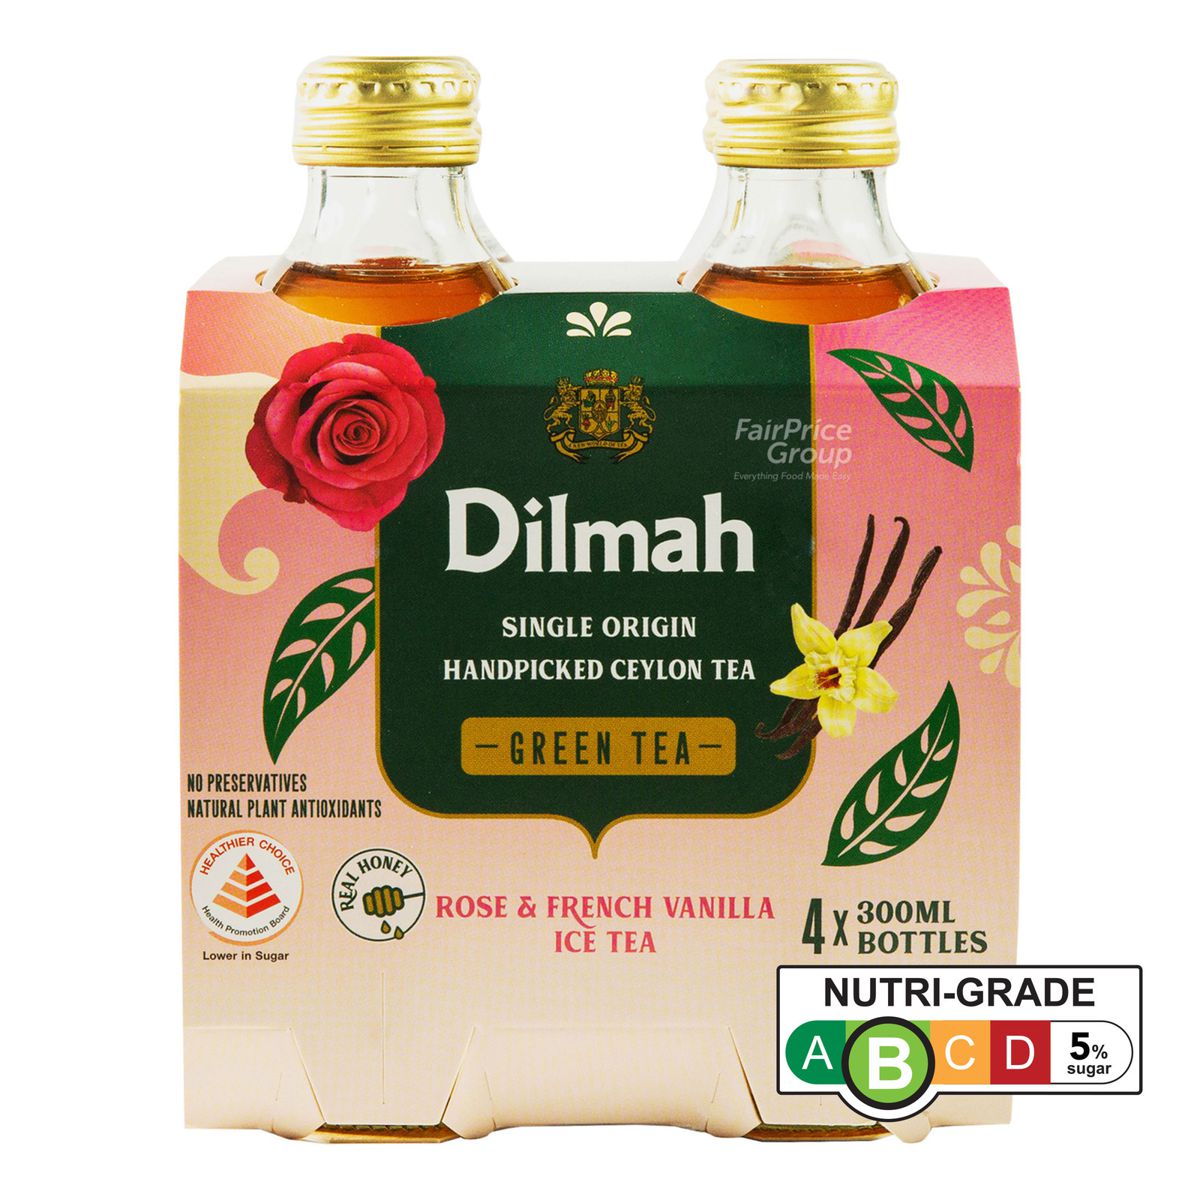 FairPrice
Group
Everything Food Made Easy
Dilmah
SINGLE ORIGIN
HANDPICKED CEYLON TEA
GREEN TEA
NO PRESERVATIVES
NATURAL PLANT ANTIOXIDANTS
HEALTHIER CHOICE
Health Promotion Board
Lower in Sugar
REAL HONEY
ROSE & FRENCH VANILLA
ICE TEA
4 x 300ML
BOTTLES
NUTRI-GRADE
A B C D 5% sugar